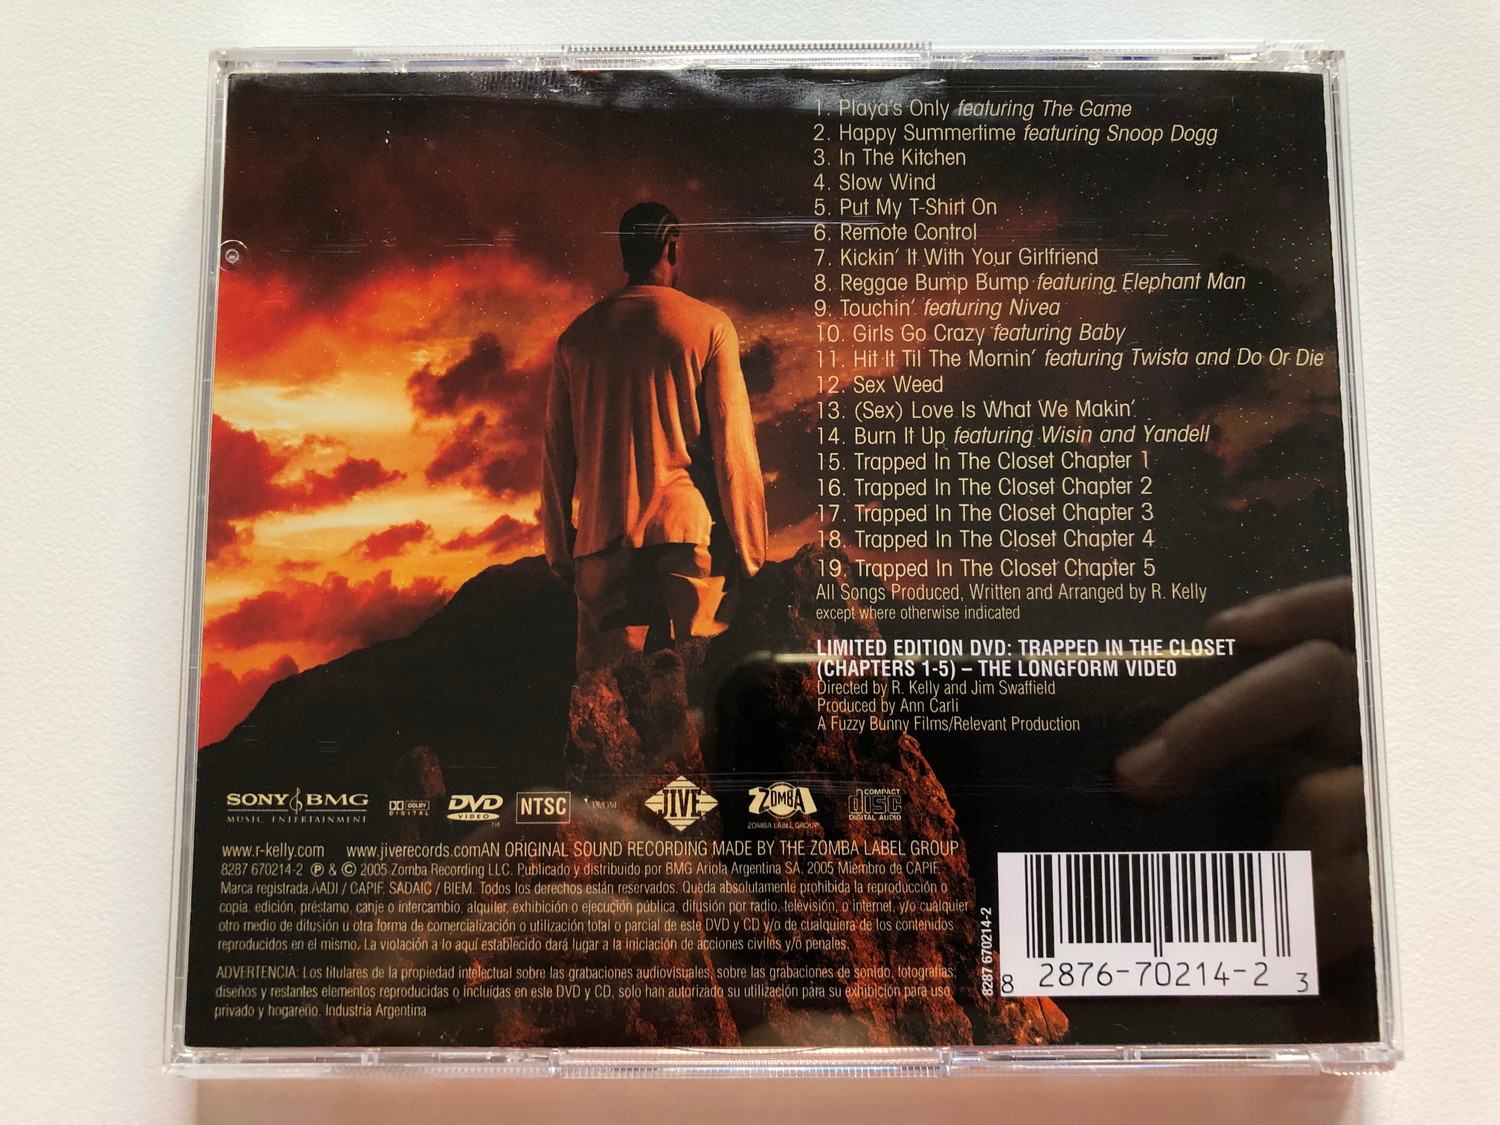 1. Playa's Only featuring The Game
2. Happy Summertime featuring Snoop Dogg
3. In The Kitchen
4. Slow Wind
5. Put My T-Shirt On
6. Remote Control
7. Kickin' It With Your Girlfriend
8. Reggae Bump Bump featuring Elephant Man
9. Touchin' featuring Nivea
10. Girls Go Crazy featuring Baby
11. Hit It Til The Mornin' featuring Twista and Do Or Die
12. Sex Weed
13. (Sex) Love Is What We Makin'
14. Burn It Up featuring Wisin and Yandell
15. Trapped In The Closet Chapter 1
16. Trapped In The Closet Chapter 2
17. Trapped In The Closet Chapter 3
18. Trapped In The Closet Chapter 4
19. Trapped In The Closet Chapter 5
All Songs Produced, Written and Arranged by R. Kelly
except where otherwise indicated
LIMITED EDITION DVD: TRAPPED IN THE CLOSET
(CHAPTERS 1-5) – THE LONGFORM VIDEO
Directed by R. Kelly and Jim Swaffield
Produced by Ann Carli
A Fuzzy Bunny Films/Relevant Production
SONY BMG
MUSIC ENTERTAINMENT
DOLBY
DIGITAL
DVD
VIDEO
TM
NTSC
JIVE
ZOMBA
ZOMBA LABEL GROUP
COMPACT
disc
DIGITAL AUDIO
www.r-kelly.com www.jiverecords.comAN ORIGINAL SOUND RECORDING MADE BY THE ZOMBA LABEL GROUP
8287 670214-2 ℗ & © 2005 Zomba Recording LLC. Publicado y distribuido por BMG Ariola Argentina SA. 2005 Miembro de CAPIF.
Marca registrada.AADI / CAPIF. SADAIC / BIEM. Todos los derechos están reservados. Queda absolutamente prohibida la reproducción o
copia, edición, préstamo, canje o intercambio, alquiler, exhibición o ejecución pública, difusión por radio, televisión, o internet, y/o cualquier
otro medio de difusión u otra forma de comercialización o utilización total o parcial de este DVD y CD y/o de cualquiera de los contenidos
reproducidos en el mismo. La violación a lo aquí establecido dará lugar a la iniciación de acciones civiles y/o penales.
ADVERTENCIA: Los titulares de la propiedad intelectual sobre las grabaciones audiovisuales, sobre las grabaciones de sonido, fotografías,
diseños y restantes elementos reproducidos o incluídas en este DVD y CD, solo han autorizado su utilización para su exhibición para uso
privado y hogareño. Industria Argentina
8287 670214-2
8 2876-70214-2 3